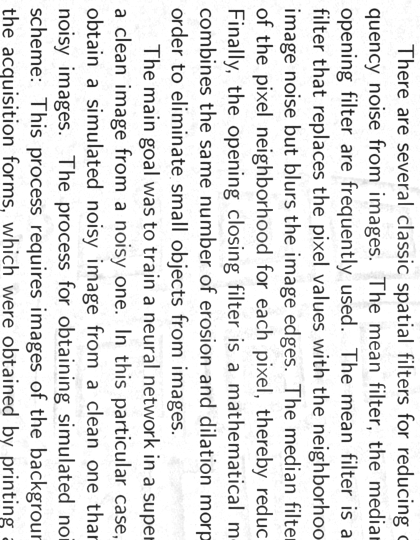 There are several classic spatial filters for reducing
quency noise from images. The mean filter, the median
opening filter are frequently used. The mean filter is a
filter that replaces the pixel values with the neighborhoo
image noise but blurs the image edges. The median filter
of the pixel neighborhood for each pixel, thereby reduc
Finally, the opening closing filter is a mathematical m
combines the same number of erosion and dilation morp
order to eliminate small objects from images.
The main goal was to train a neural network in a super
a clean image from a noisy one. In this particular case,
obtain a simulated noisy image from a clean one than
noisy images. The process for obtaining simulated noi
scheme: This process requires images of the backgroun
the acquisition forms, which were obtained by printing